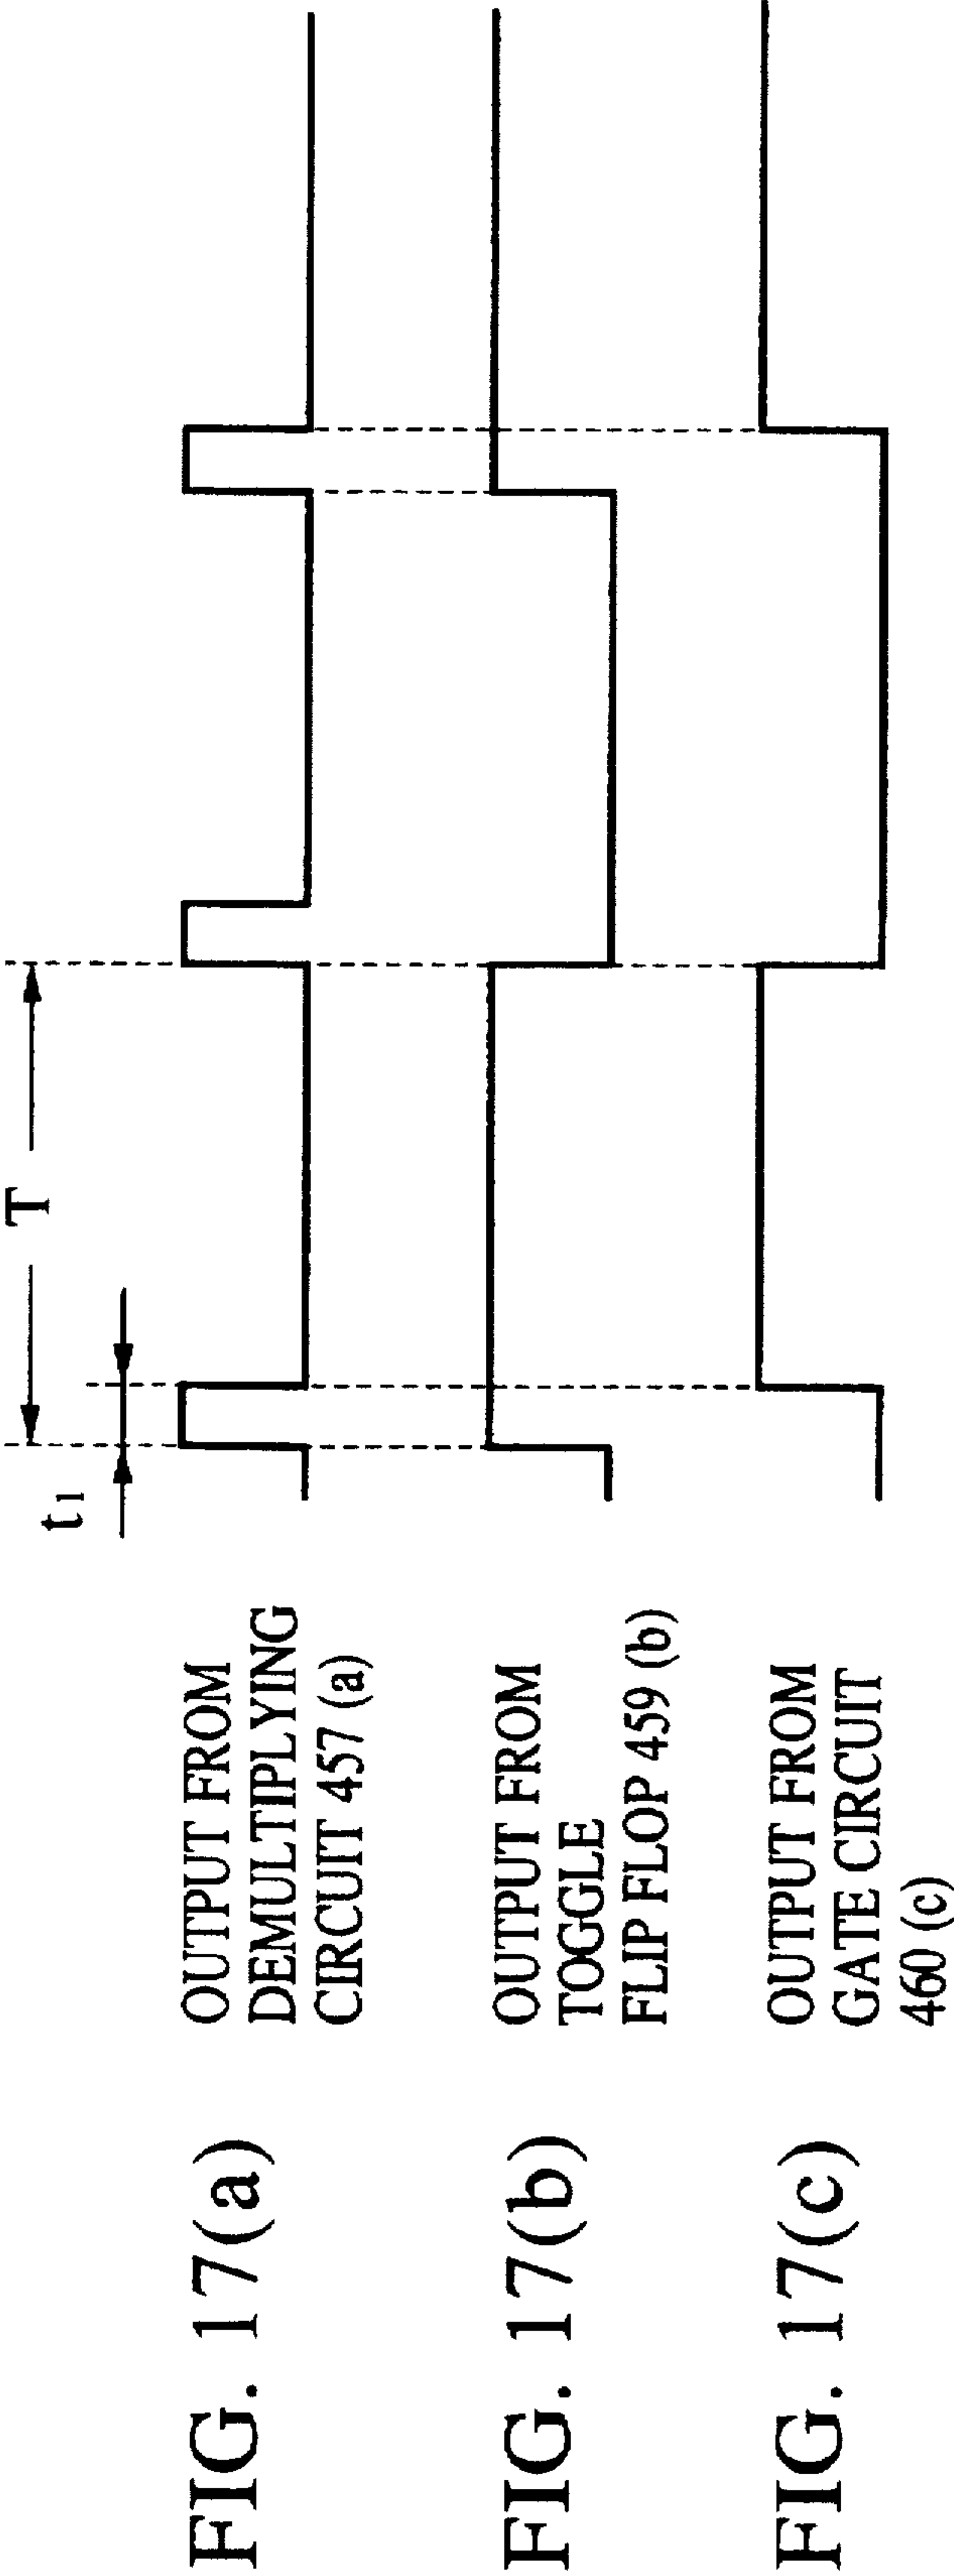 T
t1
FIG. 17(a)
OUTPUT FROM
DEMULTIPLYING
CIRCUIT 457 (a)
FIG. 17(b)
OUTPUT FROM
TOGGLE
FLIP FLOP 459 (b)
FIG. 17(c)
OUTPUT FROM
GATE CIRCUIT
460 (c)